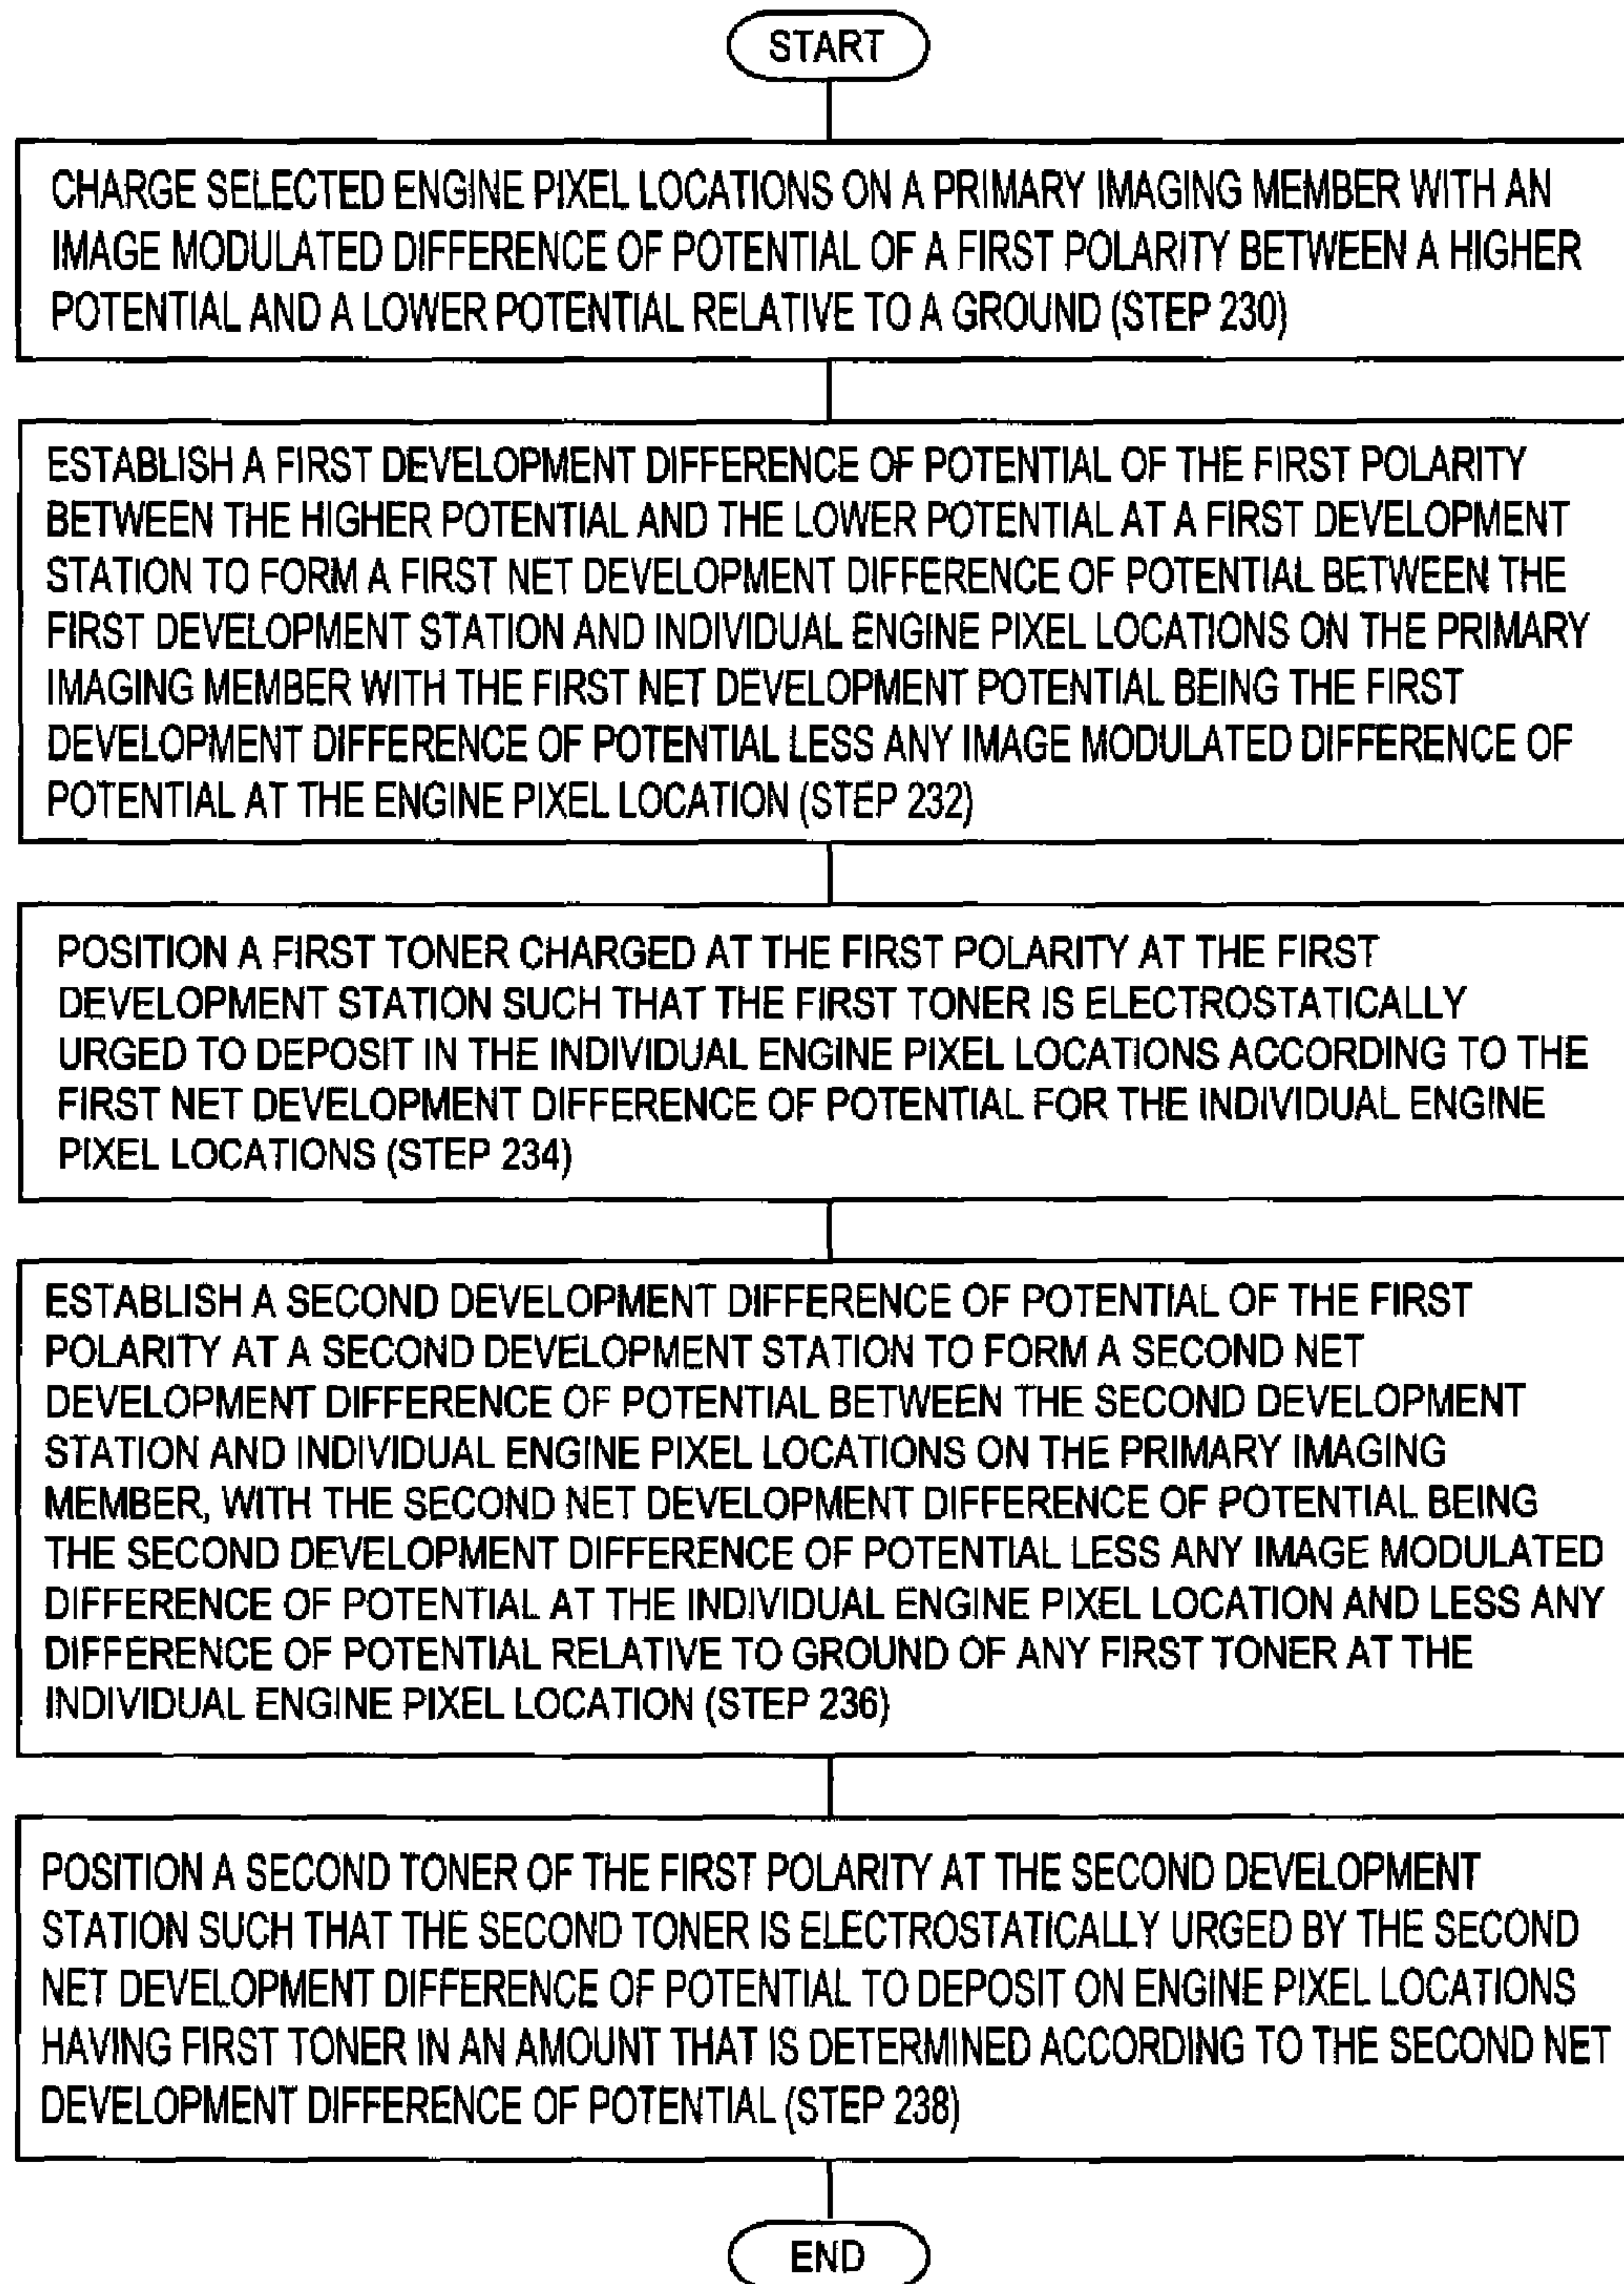 START
CHARGE SELECTED ENGINE PIXEL LOCATIONS ON A PRIMARY IMAGING MEMBER WITH AN
IMAGE MODULATED DIFFERENCE OF POTENTIAL OF A FIRST POLARITY BETWEEN A HIGHER
POTENTIAL AND A LOWER POTENTIAL RELATIVE TO A GROUND (STEP 230)
ESTABLISH A FIRST DEVELOPMENT DIFFERENCE OF POTENTIAL OF THE FIRST POLARITY
BETWEEN THE HIGHER POTENTIAL AND THE LOWER POTENTIAL AT A FIRST DEVELOPMENT
STATION TO FORM A FIRST NET DEVELOPMENT DIFFERENCE OF POTENTIAL BETWEEN THE
FIRST DEVELOPMENT STATION AND INDIVIDUAL ENGINE PIXEL LOCATIONS ON THE PRIMARY
IMAGING MEMBER WITH THE FIRST NET DEVELOPMENT POTENTIAL BEING THE FIRST
DEVELOPMENT DIFFERENCE OF POTENTIAL LESS ANY IMAGE MODULATED DIFFERENCE OF
POTENTIAL AT THE ENGINE PIXEL LOCATION (STEP 232)
POSITION A FIRST TONER CHARGED AT THE FIRST POLARITY AT THE FIRST
DEVELOPMENT STATION SUCH THAT THE FIRST TONER IS ELECTROSTATICALLY
URGED TO DEPOSIT IN THE INDIVIDUAL ENGINE PIXEL LOCATIONS ACCORDING TO THE
FIRST NET DEVELOPMENT DIFFERENCE OF POTENTIAL FOR THE INDIVIDUAL ENGINE
PIXEL LOCATIONS (STEP 234)
ESTABLISH A SECOND DEVELOPMENT DIFFERENCE OF POTENTIAL OF THE FIRST
POLARITY AT A SECOND DEVELOPMENT STATION TO FORM A SECOND NET
DEVELOPMENT DIFFERENCE OF POTENTIAL BETWEEN THE SECOND DEVELOPMENT
STATION AND INDIVIDUAL ENGINE PIXEL LOCATIONS ON THE PRIMARY IMAGING
MEMBER, WITH THE SECOND NET DEVELOPMENT DIFFERENCE OF POTENTIAL BEING
THE SECOND DEVELOPMENT DIFFERENCE OF POTENTIAL LESS ANY IMAGE MODULATED
DIFFERENCE OF POTENTIAL AT THE INDIVIDUAL ENGINE PIXEL LOCATION AND LESS ANY
DIFFERENCE OF POTENTIAL RELATIVE TO GROUND OF ANY FIRST TONER AT THE
INDIVIDUAL ENGINE PIXEL LOCATION (STEP 236)
POSITION A SECOND TONER OF THE FIRST POLARITY AT THE SECOND DEVELOPMENT
STATION SUCH THAT THE SECOND TONER IS ELECTROSTATICALLY URGED BY THE SECOND
NET DEVELOPMENT DIFFERENCE OF POTENTIAL TO DEPOSIT ON ENGINE PIXEL LOCATIONS
HAVING FIRST TONER IN AN AMOUNT THAT IS DETERMINED ACCORDING TO THE SECOND NET
DEVELOPMENT DIFFERENCE OF POTENTIAL (STEP 238)
END